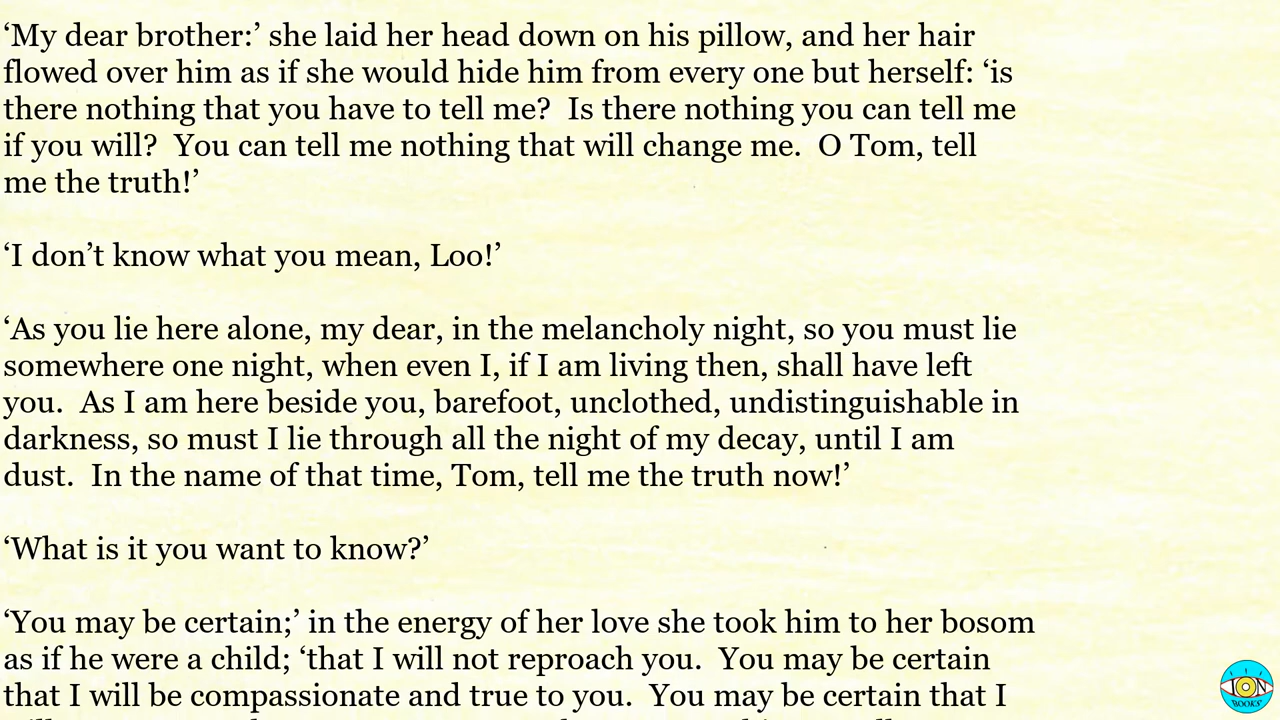 ‘My dear brother:’ she laid her head down on his pillow, and her hair
flowed over him as if she would hide him from every one but herself: ‘is
there nothing that you have to tell me?  Is there nothing you can tell me
if you will?  You can tell me nothing that will change me.  O Tom, tell
me the truth!’
‘I don’t know what you mean, Loo!’
‘As you lie here alone, my dear, in the melancholy night, so you must lie
somewhere one night, when even I, if I am living then, shall have left
you.  As I am here beside you, barefoot, unclothed, undistinguishable in
darkness, so must I lie through all the night of my decay, until I am
dust.  In the name of that time, Tom, tell me the truth now!’
‘What is it you want to know?’
‘You may be certain;’ in the energy of her love she took him to her bosom
as if he were a child; ‘that I will not reproach you.  You may be certain
that I will be compassionate and true to you.  You may be certain that I
ION
BOOKS